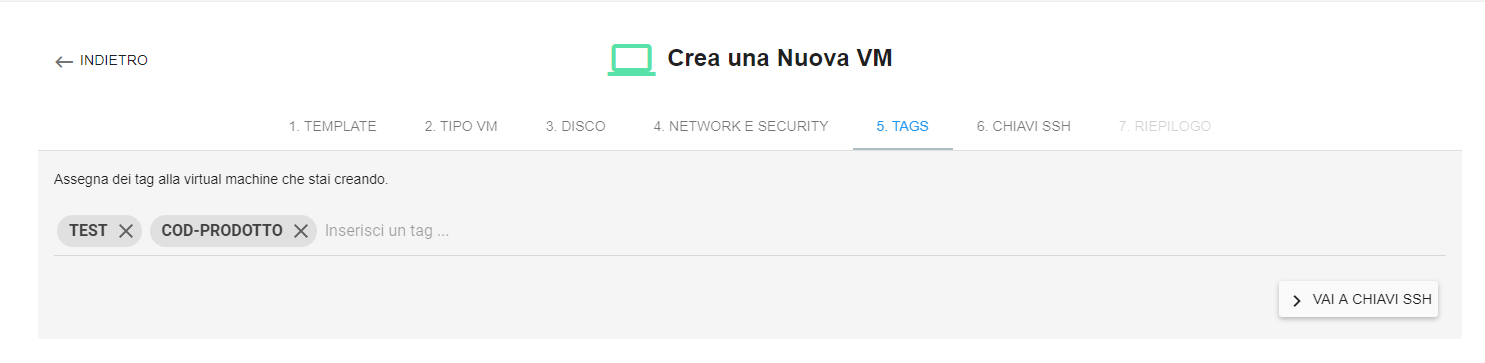 INDIETRO
Crea una Nuova VM
1. TEMPLATE 2. TIPO VM 3. DISCO 4. NETWORK E SECURITY 5. TAGS 6. CHIAVI SSH 7. RIEPILOGO
Assegna dei tag alla virtual machine che stai creando.
TEST COD-PRODOTTO Inserisci un tag ...
VAI A CHIAVI SSH